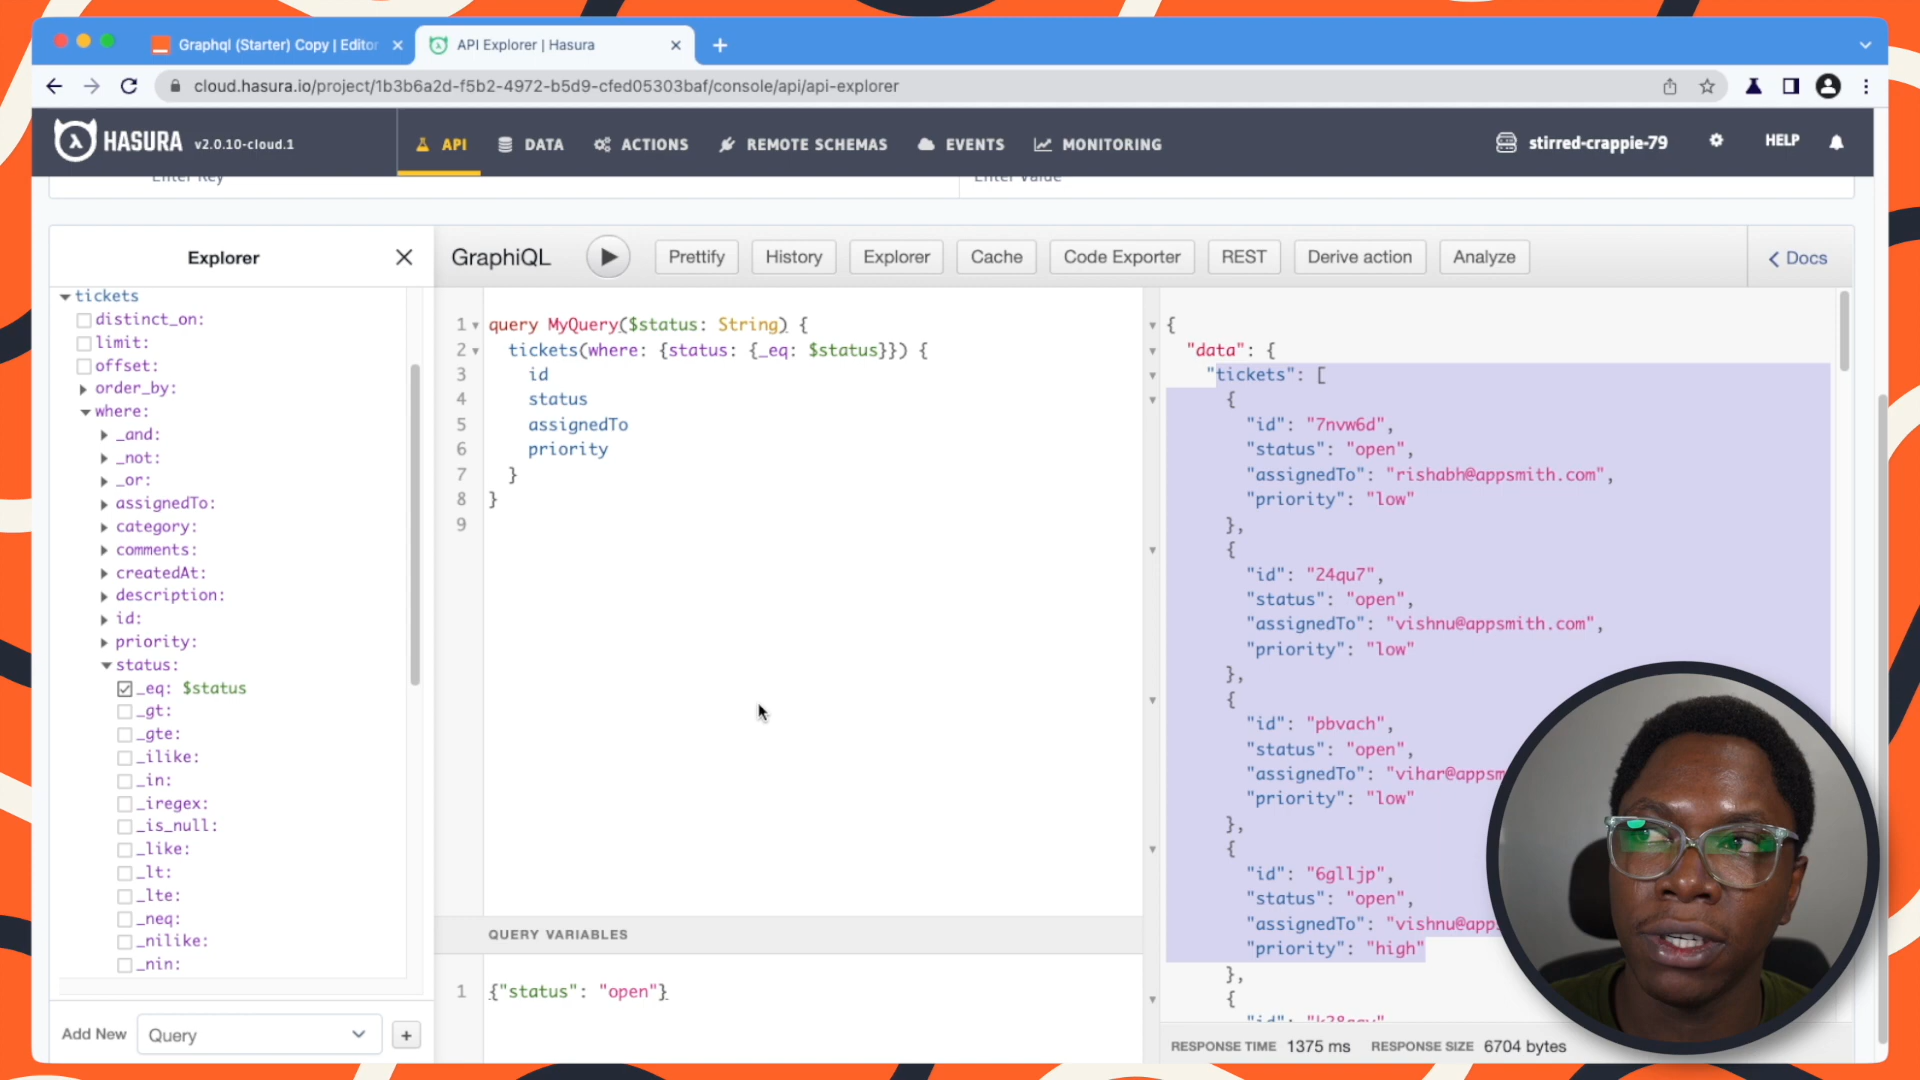 Graphql (Starter) Copy | Editor
API Explorer | Hasura
cloud.hasura.io/project/1b3b6a2d-f5b2-4972-b5d9-cfed05303baf/console/api/api-explorer
HASURA v2.0.10-cloud.1
API
DATA
ACTIONS
REMOTE SCHEMAS
EVENTS
MONITORING
stirred-crappie-79
HELP
Enter Key
Enter Value
Explorer
GraphiQL
Prettify
History
Explorer
Cache
Code Exporter
REST
Derive action
Analyze
Docs
tickets
distinct_on:
limit:
offset:
order_by:
where:
_and:
_not:
_or:
assignedTo:
category:
comments:
createdAt:
description:
id:
priority:
status:
_eq: $status
_gt:
_gte:
_ilike:
_in:
_iregex:
_is_null:
_like:
_lt:
_lte:
_neq:
_nilike:
_nin:
Add New Query +
1 query MyQuery($status: String) {
2 tickets(where: {status: {_eq: $status}}) {
3 id
4 status
5 assignedTo
6 priority
7 }
8 }
9
QUERY VARIABLES
1 {"status": "open"}
{
"data": {
"tickets": [
{
"id": "7nvw6d",
"status": "open",
"assignedTo": "rishabh@appsmith.com",
"priority": "low"
},
{
"id": "24qu7",
"status": "open",
"assignedTo": "vishnu@appsmith.com",
"priority": "low"
},
{
"id": "pbvach",
"status": "open",
"assignedTo": "vihar@appsm
"priority": "low"
},
{
"id": "6glljp",
"status": "open",
"assignedTo": "vishnu@apps
"priority": "high"
},
{
RESPONSE TIME 1375 ms RESPONSE SIZE 6704 bytes